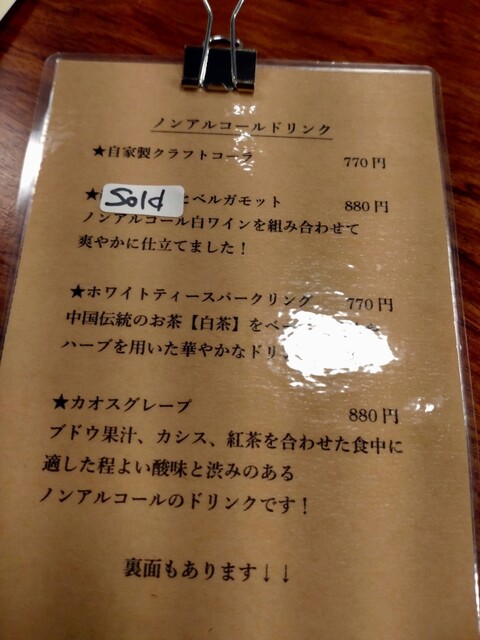 ノンアルコールドリンク
★自家製クラフトコーラ 770円
★ Sold とベルガモット 880円
ノンアルコール白ワインを組み合わせて
爽やかに仕立てました！
★ホワイトティースパークリング 770円
中国伝統のお茶【白茶】をベー
ハーブを用いた華やかなドリン
★カオスグレープ 880円
ブドウ果汁、カシス、紅茶を合わせた食中に
適した程よい酸味と渋みのある
ノンアルコールのドリンクです！
裏面もあります↓↓